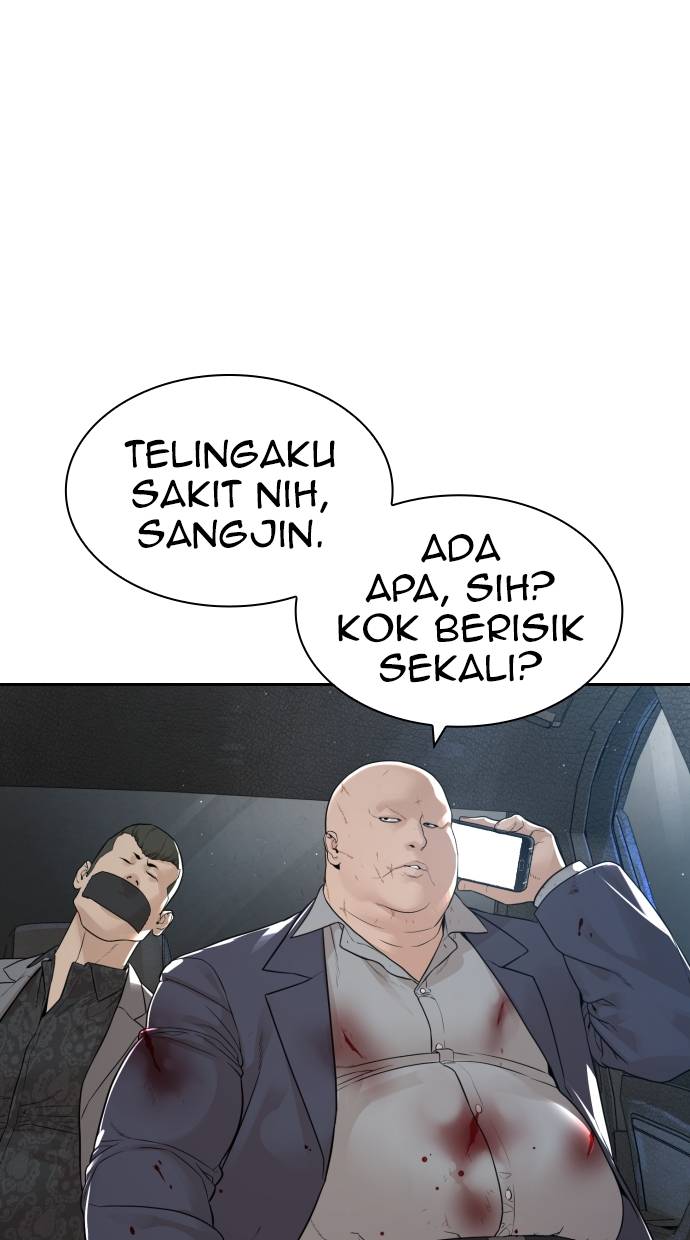 TELINGAKU
SAKIT NIH,
SANGJIN.
ADA
APA, SIH?
KOK BERISIK
SEKALI?